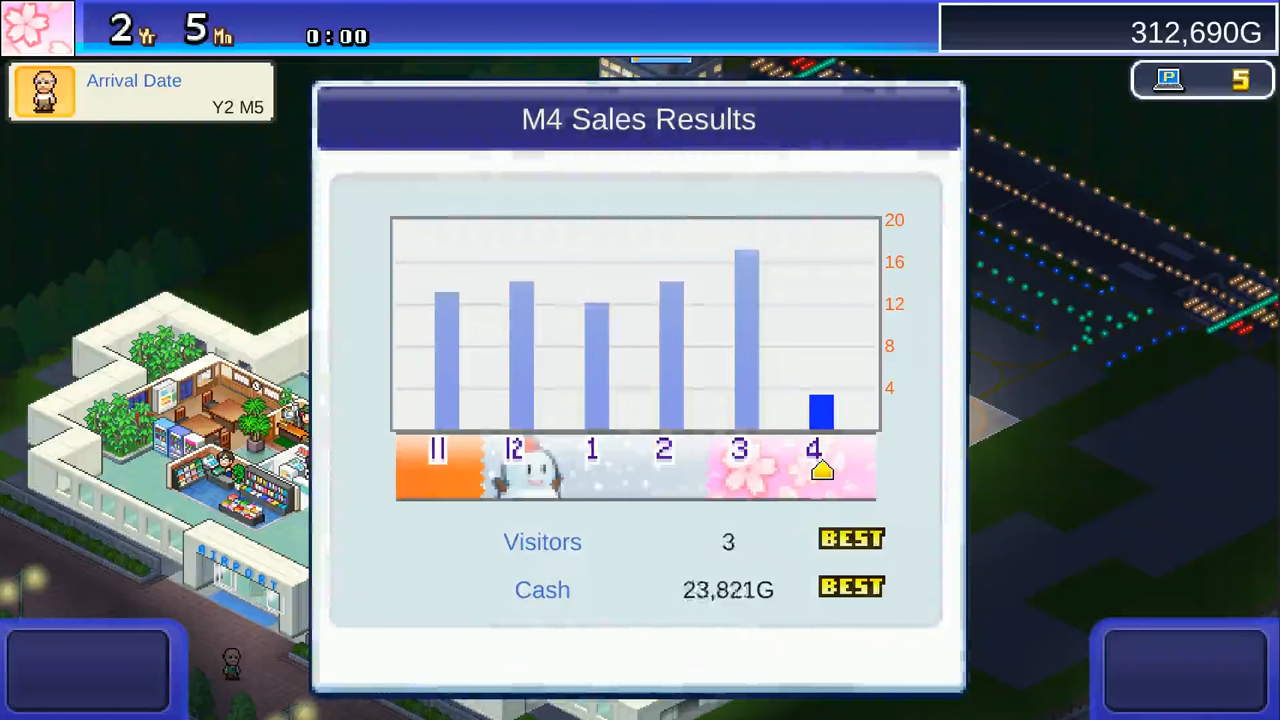 2 Yr 5 Mn 0:00 312,690G
Arrival Date
Y2 M5
P 5
M4 Sales Results
20
16
12
8
4
11 12 1 2 3 4
Visitors 3 BEST
Cash 23,821G BEST
AIRPORT